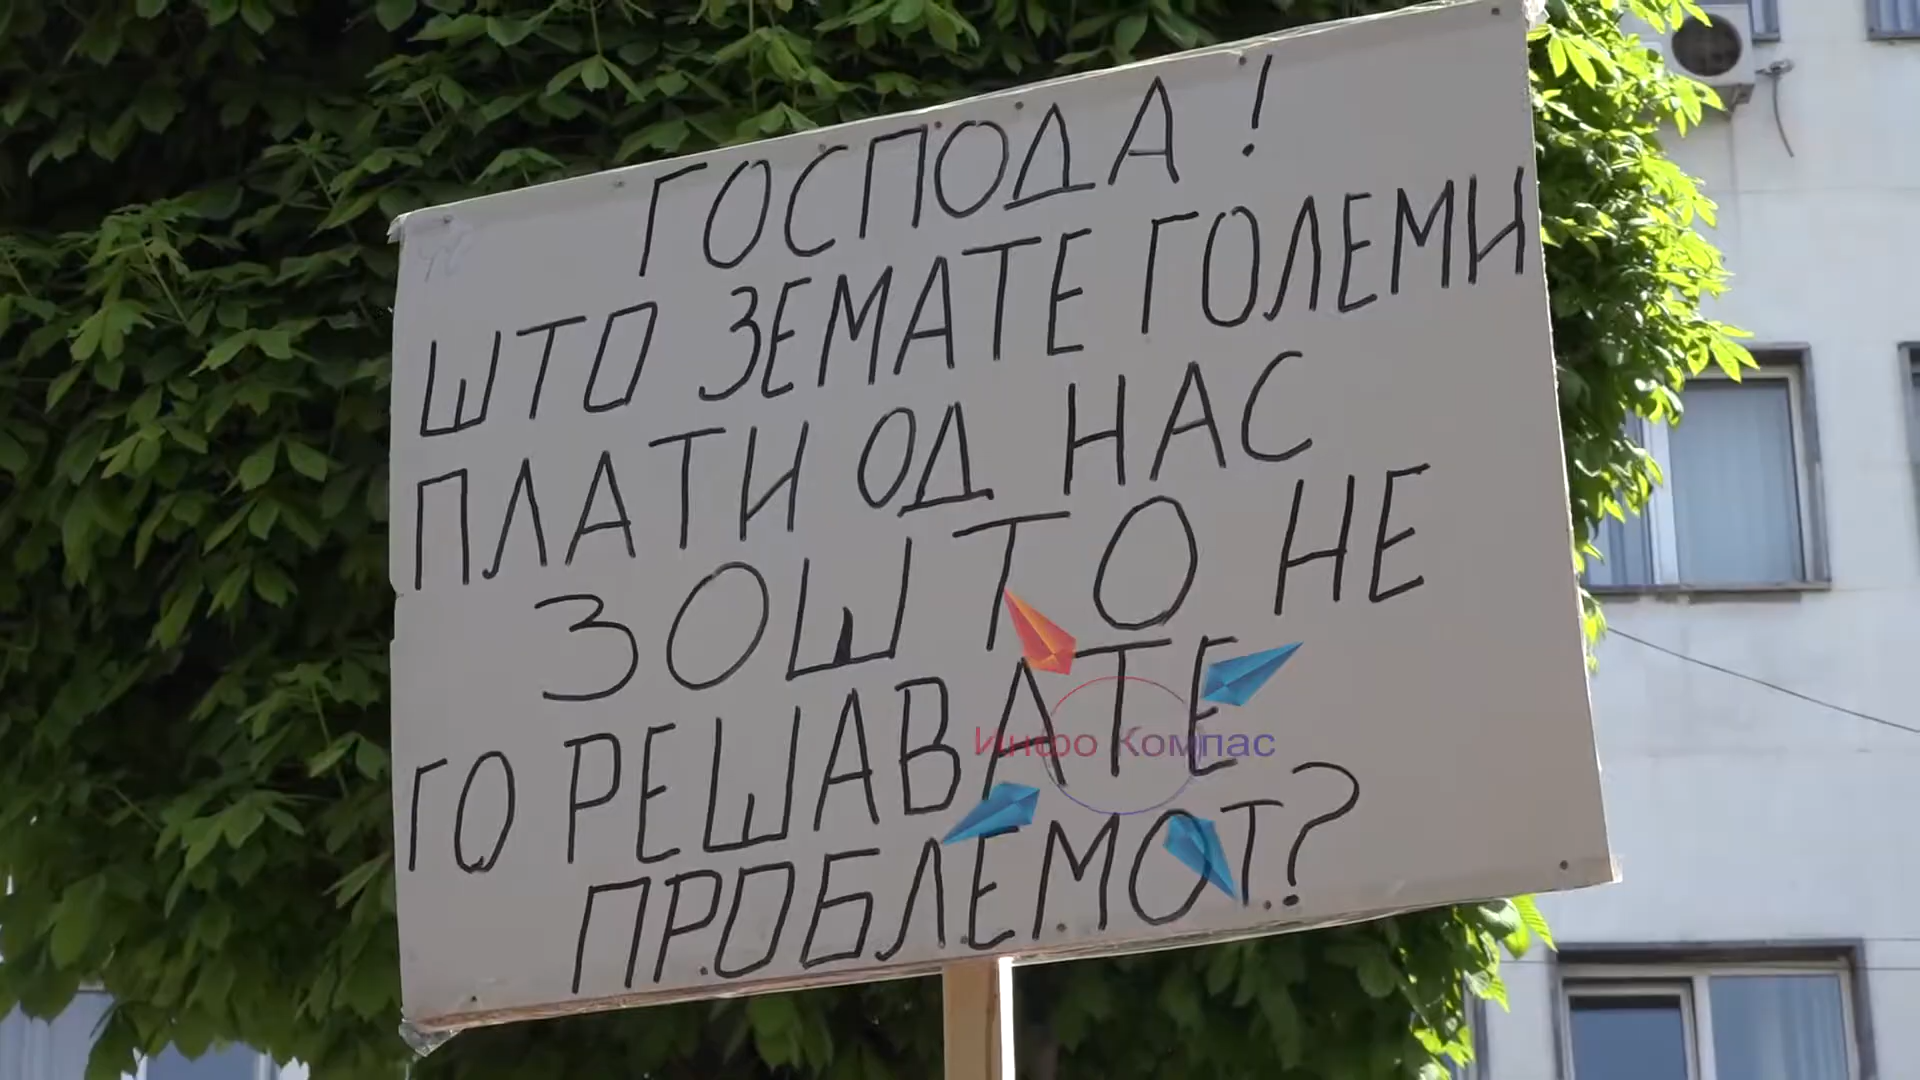 ГОСПОДА!
ШТО ЗЕМАТЕ ГОЛЕМИ
ПЛАТИ ОД НАС
ЗОШТО НЕ
ГО РЕШАВАТЕ
Инфо Компас
ПРОБЛЕМОТ?